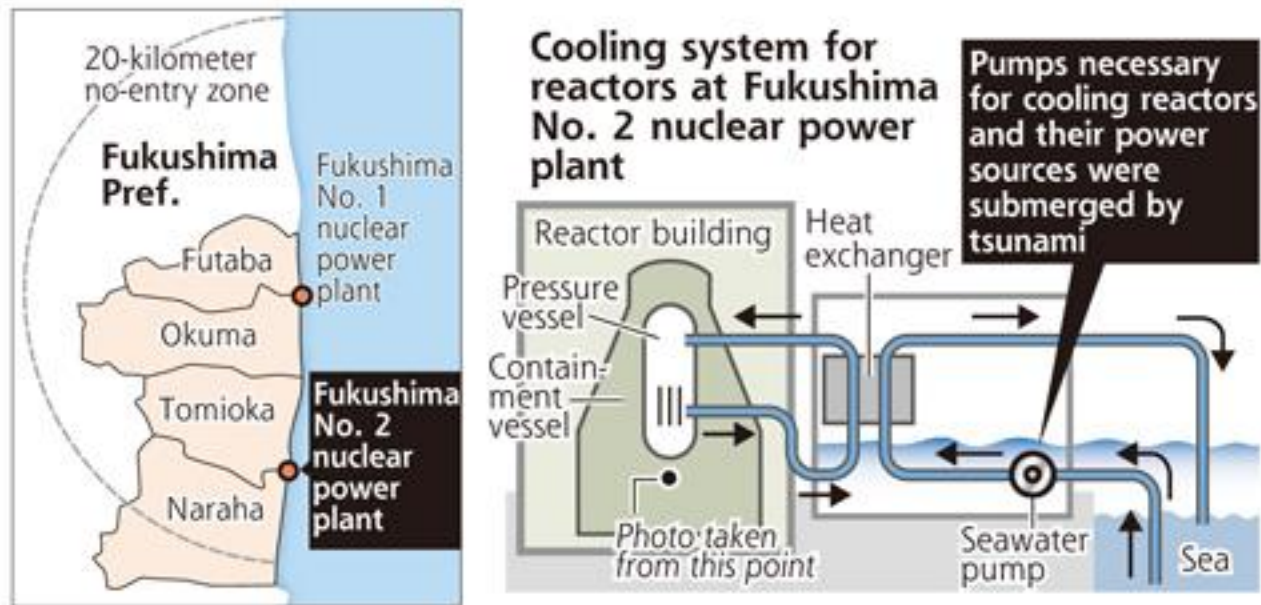 20-kilometer
no-entry zone
Fukushima
Pref.
Fukushima
No. 1
nuclear
power
plant
Futaba
Okuma
Tomioka
Naraha
Fukushima
No. 2
nuclear
power
plant
Cooling system for
reactors at Fukushima
No. 2 nuclear power
plant
Pumps necessary
for cooling reactors
and their power
sources were
submerged by
tsunami
Reactor building
Heat
exchanger
Pressure
vessel
Contain-
ment
vessel
Photo taken
from this point
Seawater
pump
Sea